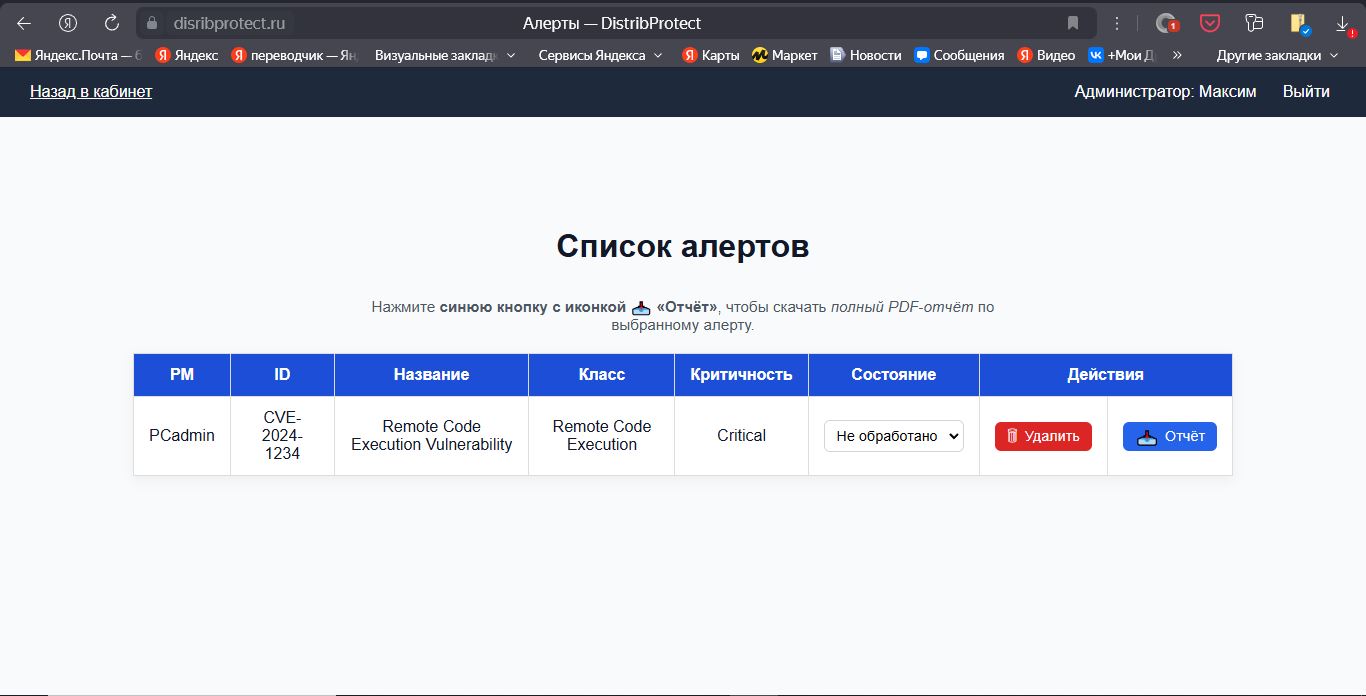 disribprotect.ru Алерты — DistribProtect 1
Яндекс.Почта — Яндекс переводчик — Ян Визуальные заклад Сервисы Яндекса Карты Маркет Новости Сообщения Видео +Мои Д » Другие закладки
Назад в кабинет Администратор: Максим Выйти
Список алертов
Нажмите синюю кнопку с иконкой «Отчёт», чтобы скачать полный PDF-отчёт по
выбранному алерту.
РМ ID Название Класс Критичность Состояние Действия
PCadmin CVE-2024-1234 Remote Code Execution Vulnerability Remote Code Execution Critical Не обработано Удалить Отчёт